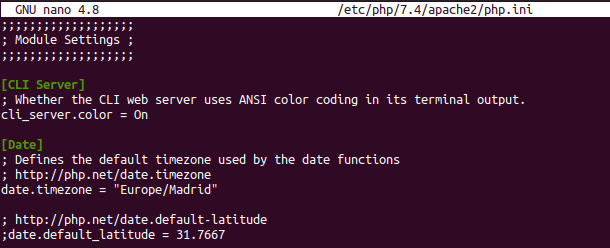 GNU nano 4.8 /etc/php/7.4/apache2/php.ini
;;;;;;;;;;;;;;;;;;;
; Module Settings ;
;;;;;;;;;;;;;;;;;;;
[CLI Server]
; Whether the CLI web server uses ANSI color coding in its terminal output.
cli_server.color = On
[Date]
; Defines the default timezone used by the date functions
; http://php.net/date.timezone
date.timezone = "Europe/Madrid"
; http://php.net/date.default-latitude
;date.default_latitude = 31.7667